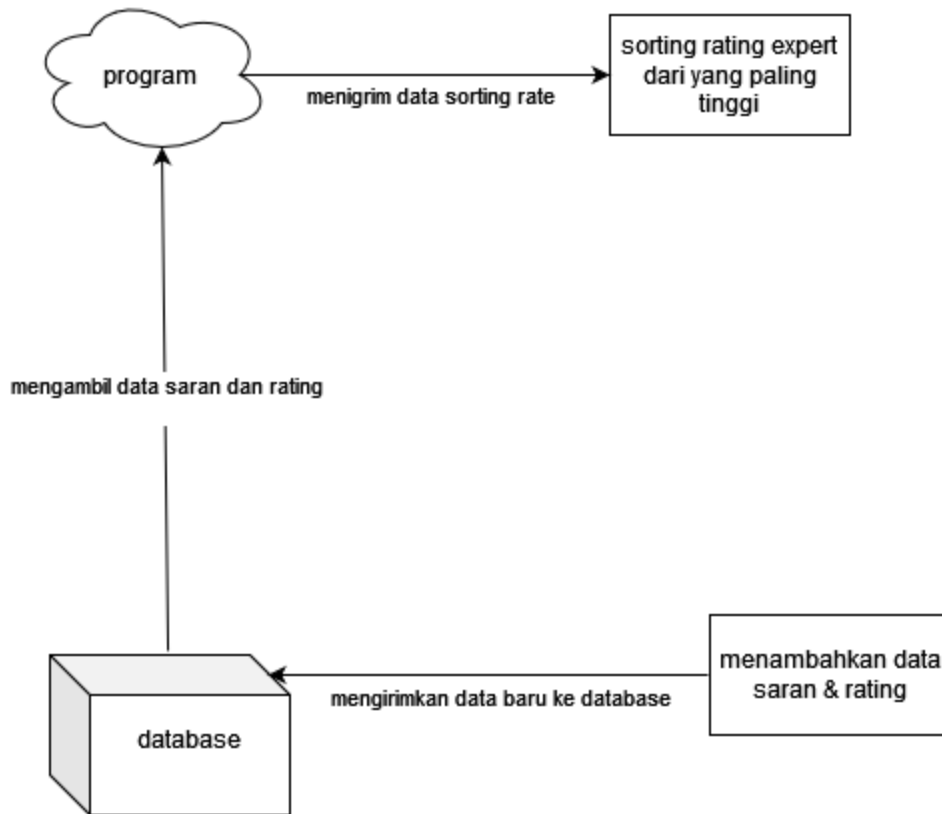 program
sorting rating expert
dari yang paling
tinggi
menigrim data sorting rate
mengambil data saran dan rating
menambahkan data
saran & rating
mengirimkan data baru ke database
database